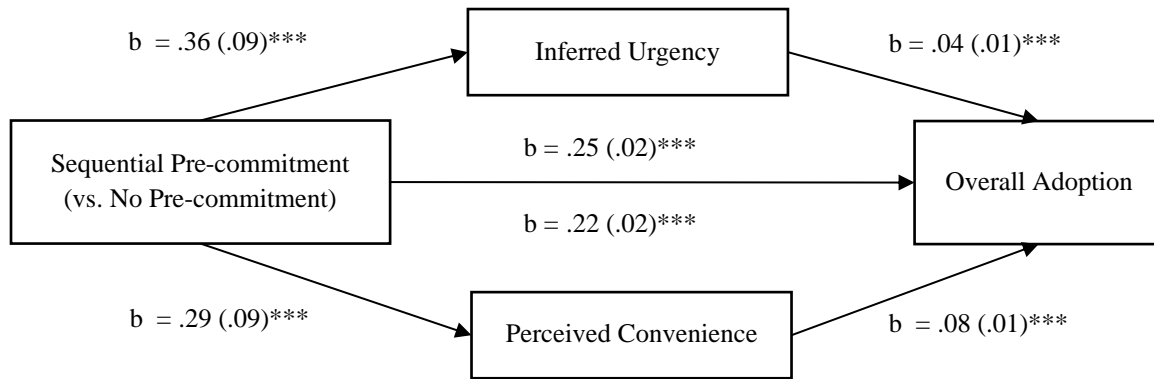 b = .36 (.09)***
Inferred Urgency
b = .04 (.01)***
Sequential Pre-commitment
(vs. No Pre-commitment)
b = .25 (.02)***
b = .22 (.02)***
Overall Adoption
b = .29 (.09)***
Perceived Convenience
b = .08 (.01)***